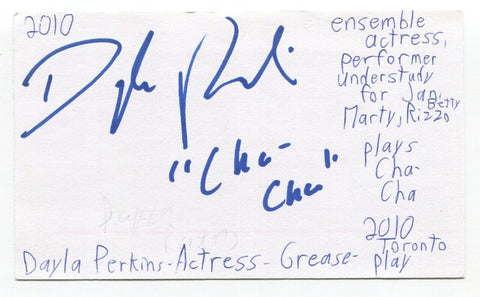 2010
ensemble
actress,
performer
understudy
for Jan,
Betty
Marty, Rizzo
plays
Cha-
Cha
2010
Toronto
play
"Cha-
Cha"
Dayla Perkins-Actress-Grease-